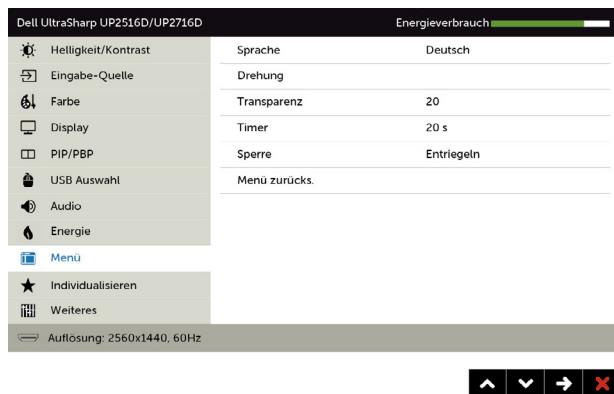 Dell UltraSharp UP2516D/UP2716D Energieverbrauch
Helligkeit/Kontrast Sprache Deutsch
Eingabe-Quelle Drehung
Farbe Transparenz 20
Display Timer 20 s
PIP/PBP Sperre Entriegeln
USB Auswahl Menü zurücks.
Audio
Energie
Menü
Individualisieren
Weiteres
Auflösung: 2560x1440, 60Hz